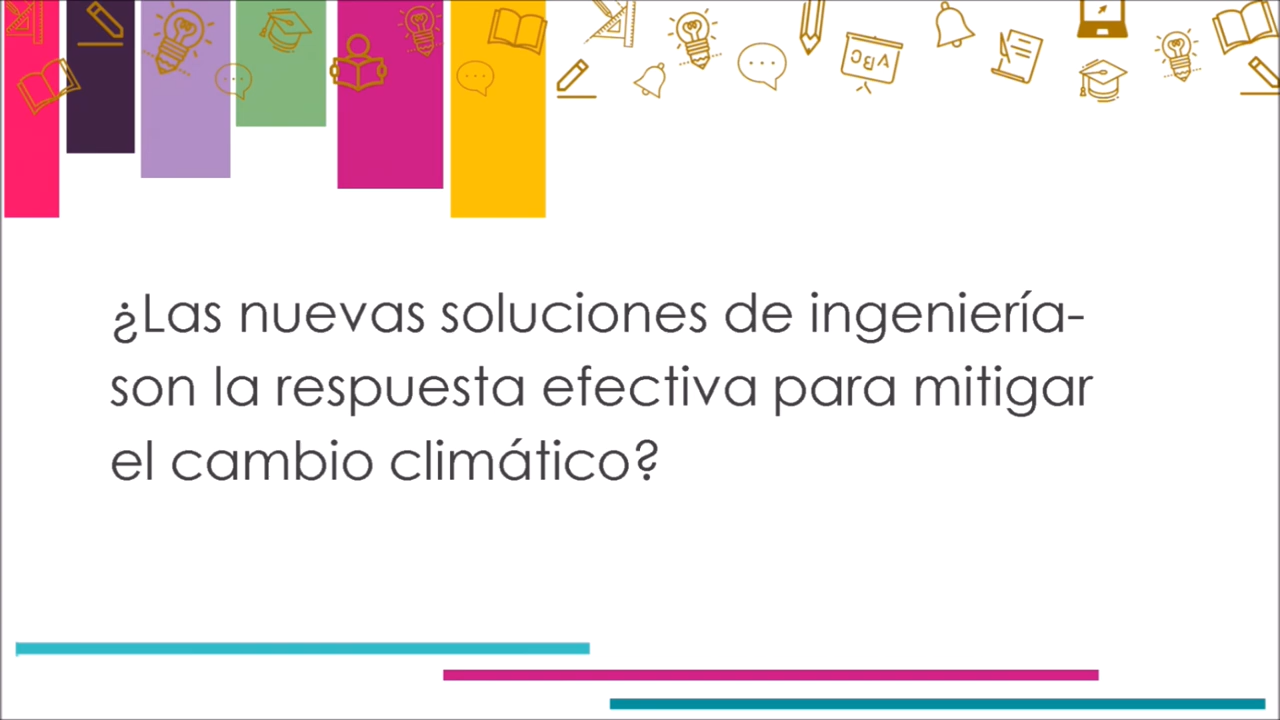 ¿Las nuevas soluciones de ingeniería-
son la respuesta efectiva para mitigar
el cambio climático?